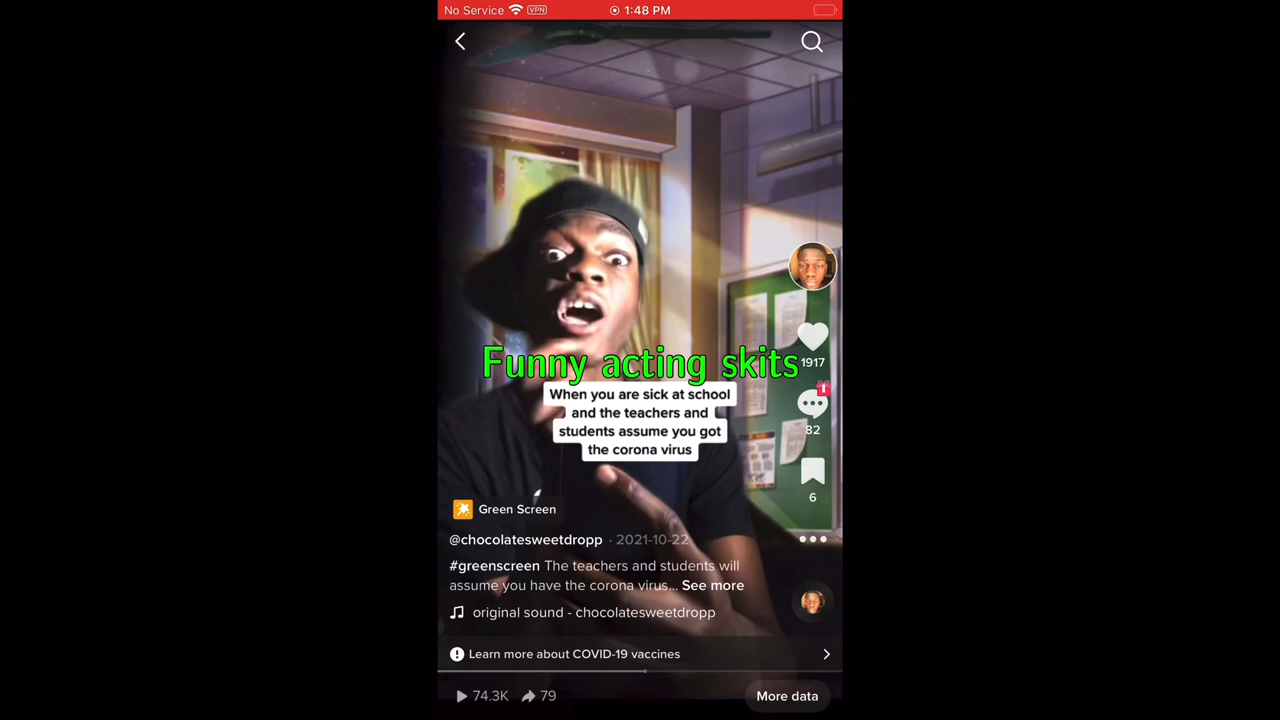 No Service VPN 1:48 PM
Funny acting skits
When you are sick at school
and the teachers and
students assume you got
the corona virus
1917
82
6
Green Screen
@chocolatesweetdropp · 2021-10-22
#greenscreen The teachers and students will
assume you have the corona virus... See more
original sound - chocolatesweetdropp
Learn more about COVID-19 vaccines
74.3K 79 More data